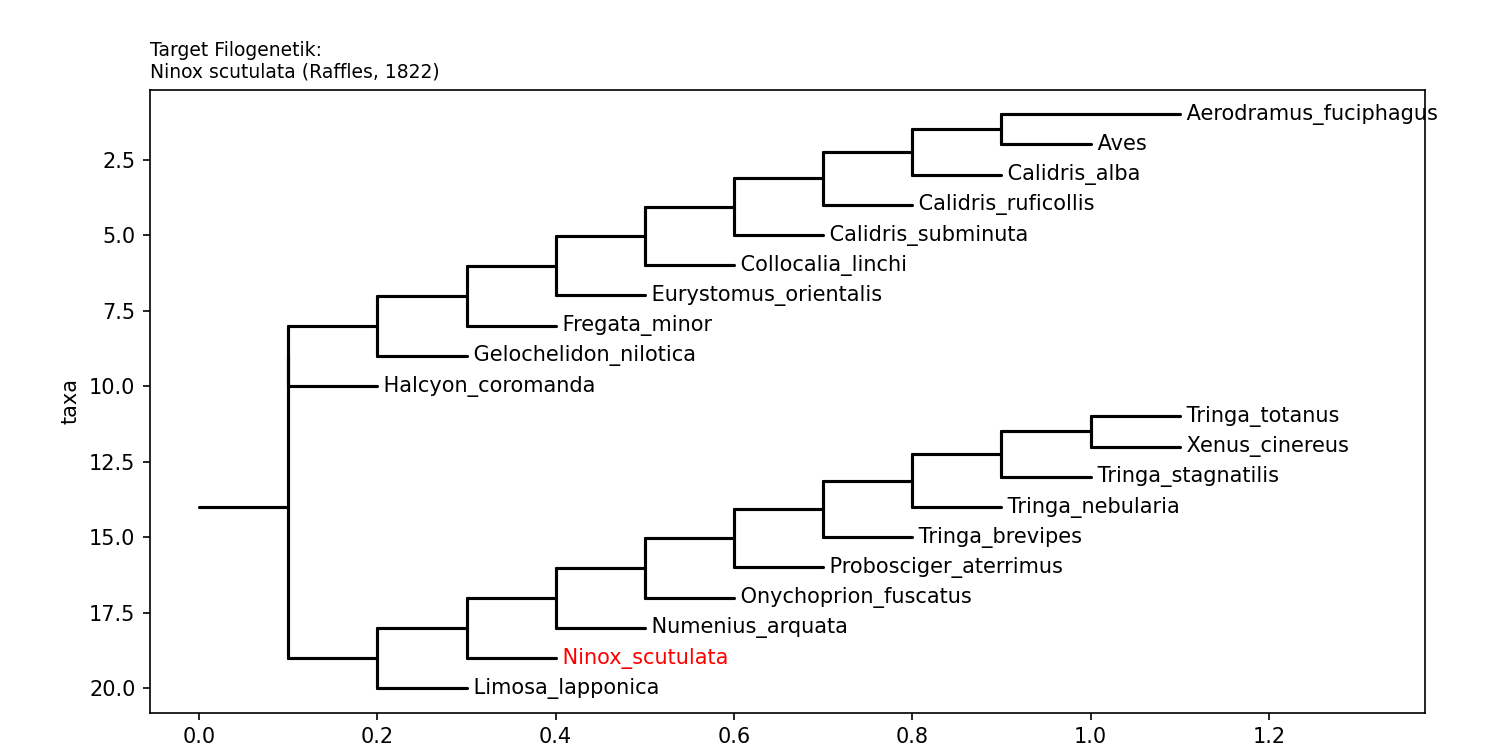 Target Filogenetik:
Ninox scutulata (Raffles, 1822)
Aerodramus_fuciphagus
Aves
2.5
Calidris_alba
Calidris_ruficollis
5.0
Calidris_subminuta
Collocalia_linchi
Eurystomus_orientalis
7.5
Fregata_minor
Gelochelidon_nilotica
10.0
Halcyon_coromanda
taxa
Tringa_totanus
Xenus_cinereus
12.5
Tringa_stagnatilis
Tringa_nebularia
15.0
Tringa_brevipes
Probosciger_aterrimus
Onychoprion_fuscatus
17.5
Numenius_arquata
Ninox_scutulata
20.0
Limosa_lapponica
0.0 0.2 0.4 0.6 0.8 1.0 1.2